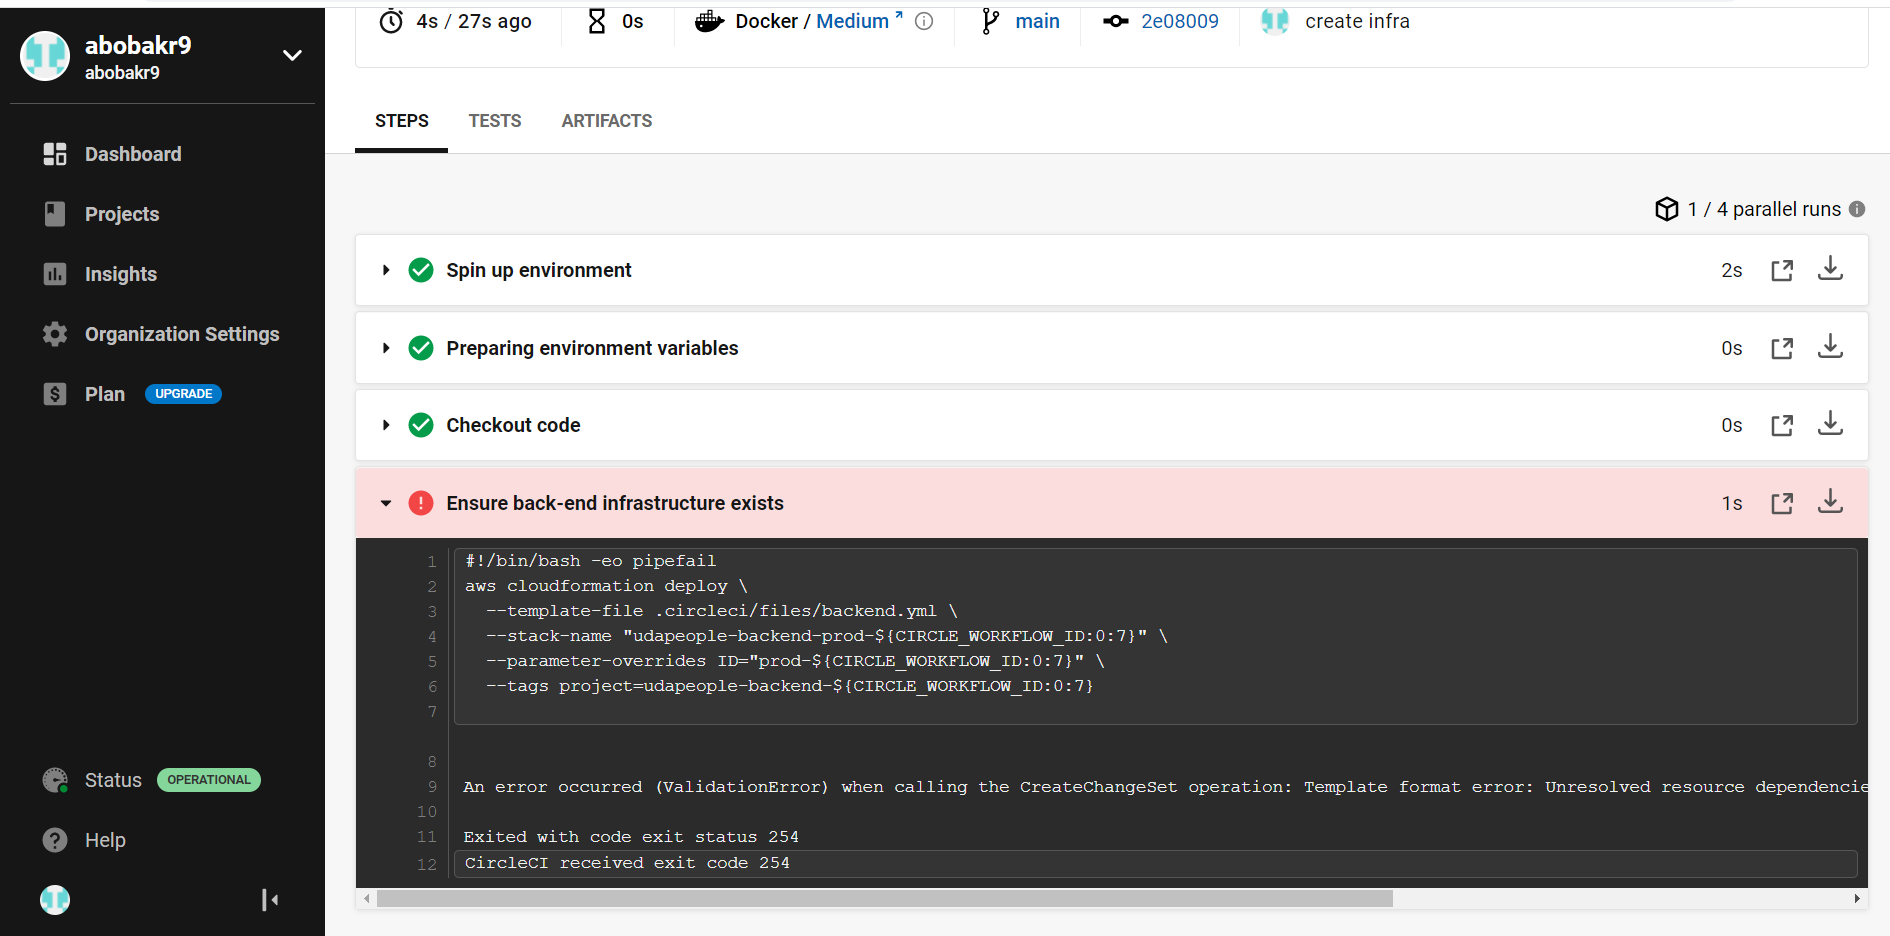 abobakr9
abobakr9
Dashboard
Projects
Insights
Organization Settings
Plan UPGRADE
Status OPERATIONAL
Help
4s / 27s ago
0s
Docker / Medium
main
2e08009
create infra
STEPS TESTS ARTIFACTS
1 / 4 parallel runs
Spin up environment 2s
Preparing environment variables 0s
Checkout code 0s
Ensure back-end infrastructure exists 1s
1 #!/bin/bash -eo pipefail
2 aws cloudformation deploy \
3 --template-file .circleci/files/backend.yml \
4 --stack-name "udapeople-backend-prod-${CIRCLE_WORKFLOW_ID:0:7}" \
5 --parameter-overrides ID="prod-${CIRCLE_WORKFLOW_ID:0:7}" \
6 --tags project=udapeople-backend-${CIRCLE_WORKFLOW_ID:0:7}
7
8
9 An error occurred (ValidationError) when calling the CreateChangeSet operation: Template format error: Unresolved resource dependencie
10
11 Exited with code exit status 254
12 CircleCI received exit code 254